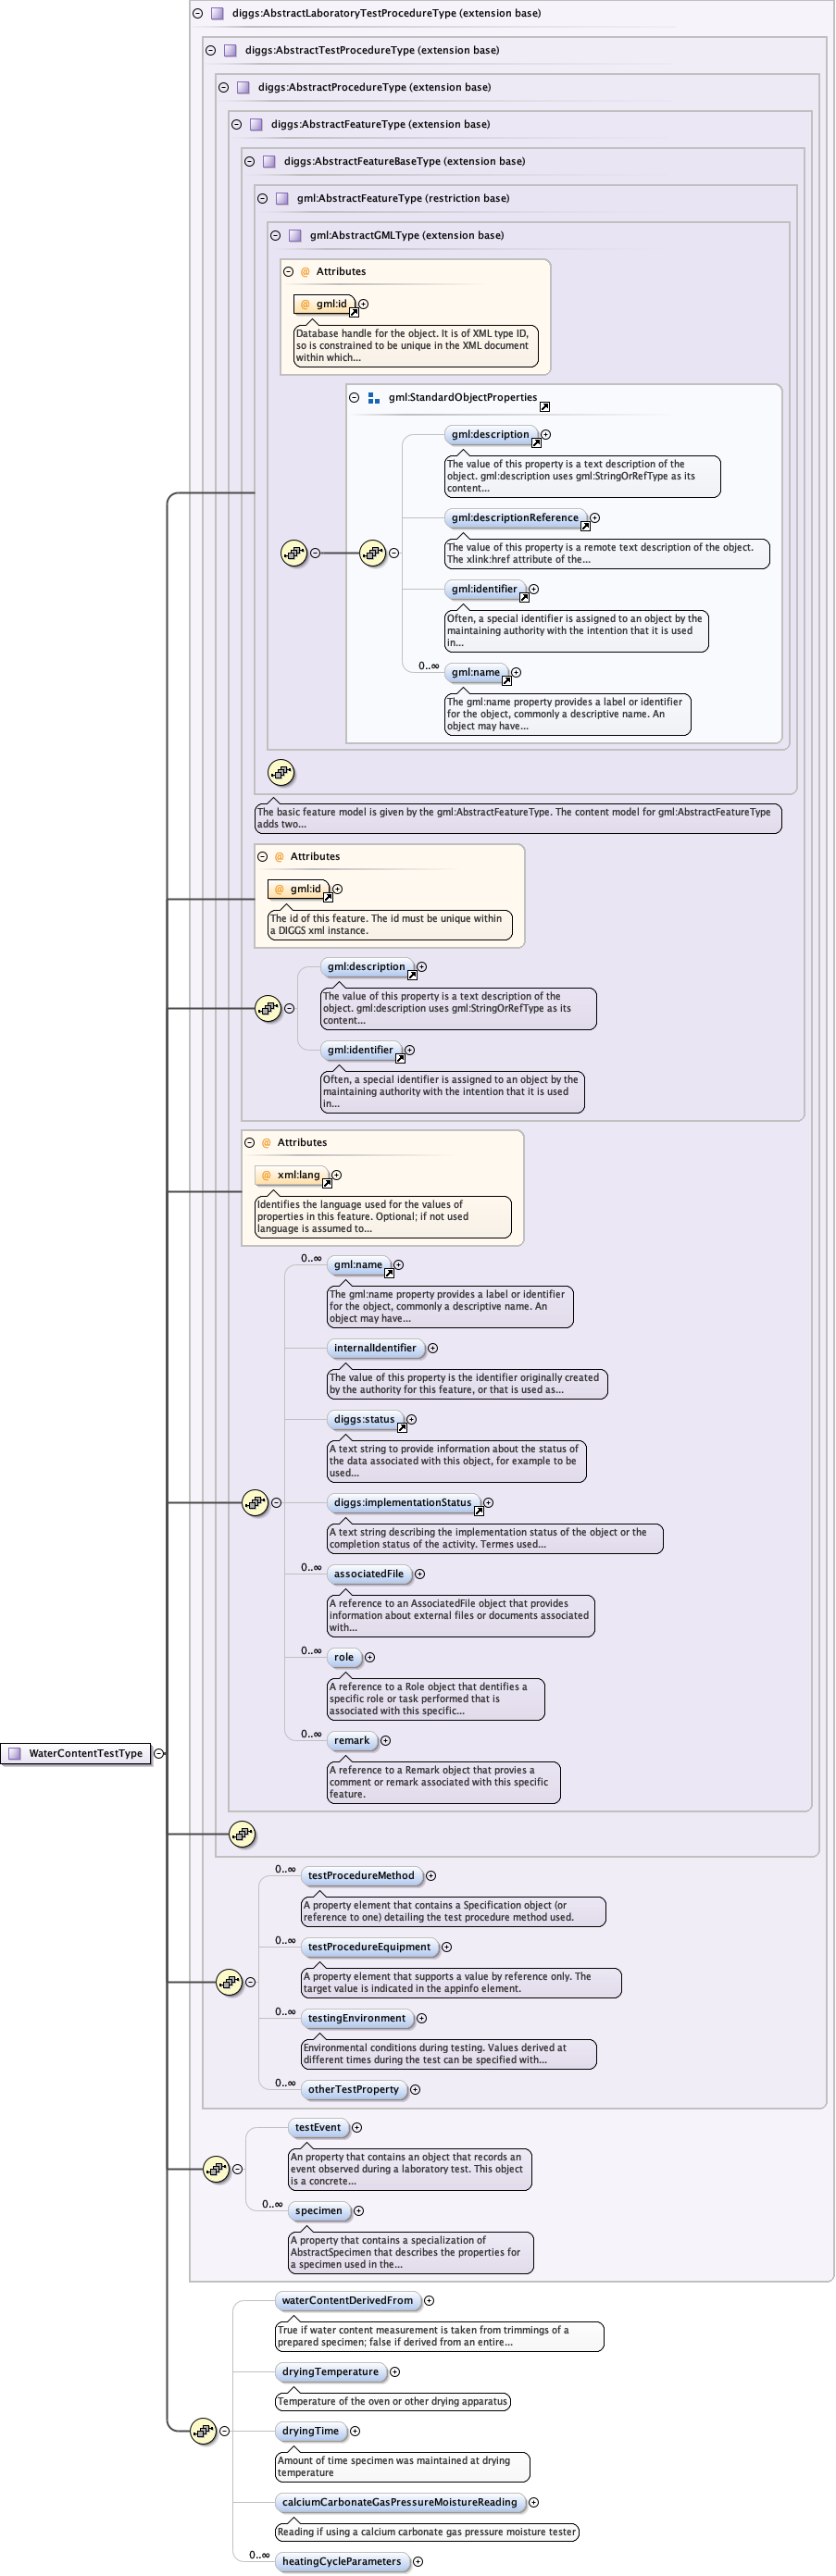 diggs:AbstractLaboratoryTestProcedureType (extension base)
diggs:AbstractTestProcedureType (extension base)
diggs:AbstractProcedureType (extension base)
diggs:AbstractFeatureType (extension base)
diggs:AbstractFeatureBaseType (extension base)
gml:AbstractFeatureType (restriction base)
gml:AbstractGMLType (extension base)
@ Attributes
@ gml:id
Database handle for the object. It is of XML type ID,
so is constrained to be unique in the XML document
within which...
gml:StandardObjectProperties
gml:description
The value of this property is a text description of the
object. gml:description uses gml:StringOrRefType as its
content...
gml:descriptionReference
The value of this property is a remote text description of the object.
The xlink:href attribute of the...
gml:identifier
Often, a special identifier is assigned to an object by the
maintaining authority with the intention that it is used
in...
0..∞
gml:name
The gml:name property provides a label or identifier
for the object, commonly a descriptive name. An
object may have...
The basic feature model is given by the gml:AbstractFeatureType. The content model for gml:AbstractFeatureType
adds two...
@ Attributes
@ gml:id
The id of this feature. The id must be unique within
a DIGGS xml instance.
gml:description
The value of this property is a text description of the
object. gml:description uses gml:StringOrRefType as its
content...
gml:identifier
Often, a special identifier is assigned to an object by the
maintaining authority with the intention that it is used
in...
@ Attributes
@ xml:lang
Identifies the language used for the values of
properties in this feature. Optional; if not used
language is assumed to...
0..∞
gml:name
The gml:name property provides a label or identifier
for the object, commonly a descriptive name. An
object may have...
internalIdentifier
The value of this property is the identifier originally created
by the authority for this feature, or that is used as...
diggs:status
A text string to provide information about the status of
the data associated with this object, for example to be
used...
diggs:implementationStatus
A text string describing the implementation status of the object or the
completion status of the activity. Termes used...
0..∞
associatedFile
A reference to an AssociatedFile object that provides
information about external files or documents associated
with...
0..∞
role
A reference to a Role object that dentifies a
specific role or task performed that is
associated with this specific...
0..∞
remark
WaterContentTestType
A reference to a Remark object that provies a
comment or remark associated with this specific
feature.
0..∞
testProcedureMethod
A property element that contains a Specification object (or
reference to one) detailing the test procedure method used.
0..∞
testProcedureEquipment
A property element that supports a value by reference only. The
target value is indicated in the appinfo element.
0..∞
testingEnvironment
Environmental conditions during testing. Values derived at
different times during the test can be specified with...
0..∞
otherTestProperty
testEvent
An property that contains an object that records an
event observed during a laboratory test. This object
is a concrete...
0..∞
specimen
A property that contains a specialization of
AbstractSpecimen that describes the properties for
a specimen used in the...
waterContentDerivedFrom
True if water content measurement is taken from trimmings of a
prepared specimen; false if derived from an entire...
dryingTemperature
Temperature of the oven or other drying apparatus
dryingTime
Amount of time specimen was maintained at drying
temperature
calciumCarbonateGasPressureMoistureReading
Reading if using a calcium carbonate gas pressure moisture tester
0..∞
heatingCycleParameters